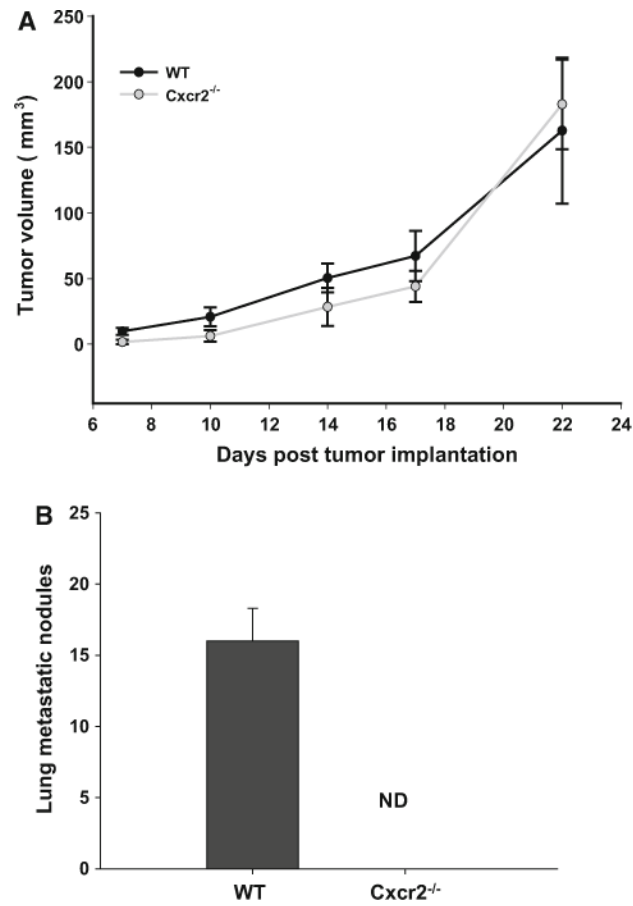 A
250
200
150
100
50
0
Tumor volume ( mm³)
WT
Cxcr2⁻/⁻
6 8 10 12 14 16 18 20 22 24
Days post tumor implantation
B
25
20
15
10
5
0
Lung metastatic nodules
ND
WT Cxcr2⁻/⁻